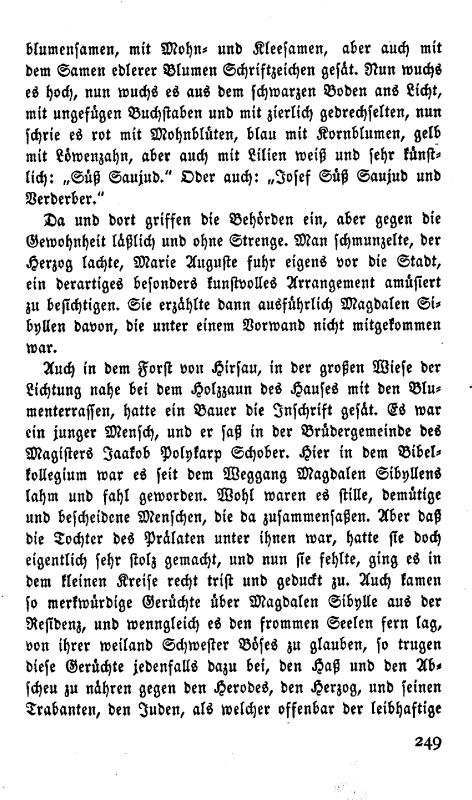 blumensamen, mit Mohn- und Kleesamen, aber auch mit
dem Samen edlerer Blumen Schriftzeichen gesät. Nun wuchs
es hoch, nun wuchs es aus dem schwarzen Boden ans Licht,
mit ungefügen Buchstaben und mit zierlich gedrechselten, nun
schrie es rot mit Mohnblüten, blau mit Kornblumen, gelb
mit Löwenzahn, aber auch mit Lilien weiß und sehr künst-
lich: „Süß Saujud.“ Oder auch: „Josef Süß Saujud und
Verderber.“
Da und dort griffen die Behörden ein, aber gegen die
Gewohnheit läßlich und ohne Strenge. Man schmunzelte, der
Herzog lachte, Marie Auguste fuhr eigens vor die Stadt,
ein derartiges besonders kunstvolles Arrangement amüsiert
zu besichtigen. Sie erzählte dann ausführlich Magdalen Si-
byllen davon, die unter einem Vorwand nicht mitgekommen
war.
Auch in dem Forst von Hirsau, in der großen Wiese der
Lichtung nahe bei dem Holzzaun des Hauses mit den Blu-
menterrassen, hatte ein Bauer die Inschrift gesät. Es war
ein junger Mensch, und er saß in der Brüdergemeinde des
Magisters Jaakob Polykarp Schober. Hier in dem Bibel-
kollegium war es seit dem Weggang Magdalen Sibyllens
lahm und fahl geworden. Wohl waren es stille, demütige
und bescheidene Menschen, die da zusammensaßen. Aber daß
die Tochter des Prälaten unter ihnen war, hatte sie doch
eigentlich sehr stolz gemacht, und nun sie fehlte, ging es in
dem kleinen Kreise recht trist und geduckt zu. Auch kamen
so merkwürdige Gerüchte über Magdalen Sibylle aus der
Residenz, und wenngleich es den frommen Seelen fern lag,
von ihrer weiland Schwester Böses zu glauben, so trugen
diese Gerüchte jedenfalls dazu bei, den Haß und den Ab-
scheu zu nähren gegen den Herodes, den Herzog, und seinen
Trabanten, den Juden, als welcher offenbar der leibhaftige
249